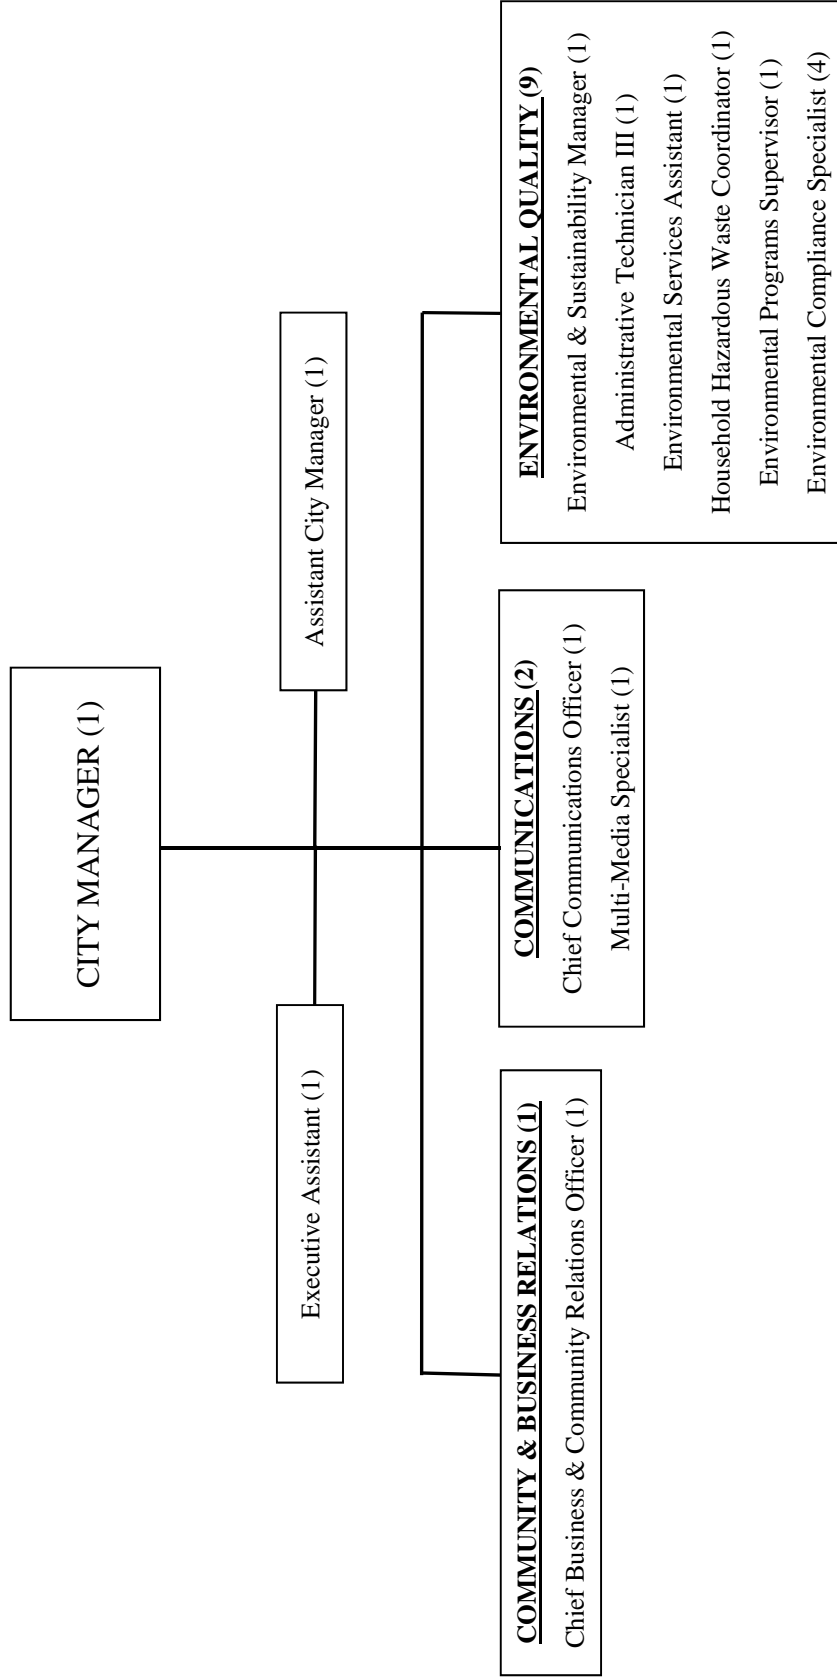 CITY MANAGER (1)
Executive Assistant (1)
Assistant City Manager (1)
COMMUNITY & BUSINESS RELATIONS (1)
Chief Business & Community Relations Officer (1)
COMMUNICATIONS (2)
Chief Communications Officer (1)
Multi-Media Specialist (1)
ENVIRONMENTAL QUALITY (9)
Environmental & Sustainability Manager (1)
Administrative Technician III (1)
Environmental Services Assistant (1)
Household Hazardous Waste Coordinator (1)
Environmental Programs Supervisor (1)
Environmental Compliance Specialist (4)